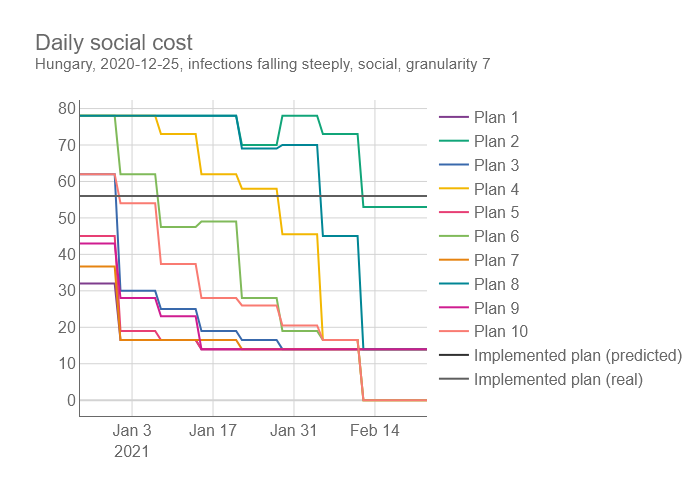 Daily social cost
Hungary, 2020-12-25, infections falling steeply, social, granularity 7
80
70
60
50
40
30
20
10
0
Jan 3
2021
Jan 17
Jan 31
Feb 14
Plan 1
Plan 2
Plan 3
Plan 4
Plan 5
Plan 6
Plan 7
Plan 8
Plan 9
Plan 10
Implemented plan (predicted)
Implemented plan (real)